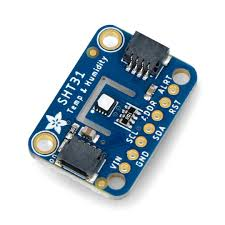 SHT31
Temp & Humidity
VIN
GND
SCL
SDA
ADDR
RST
ALRT